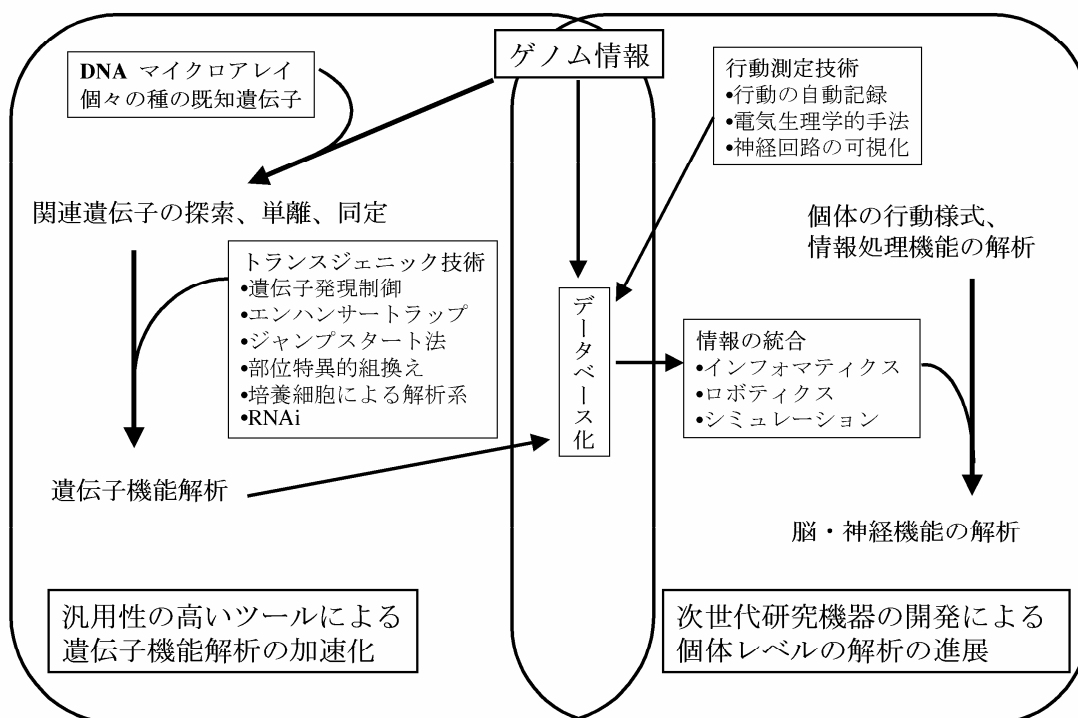 ゲノム情報
DNA マイクロアレイ
個々の種の既知遺伝子
関連遺伝子の探索、単離、同定
トランスジェニック技術
•遺伝子発現制御
•エンハンサートラップ
•ジャンプスタート法
•部位特異的組換え
•培養細胞による解析系
•RNAi
遺伝子機能解析
汎用性の高いツールによる
遺伝子機能解析の加速化
データベース化
行動測定技術
•行動の自動記録
•電気生理学的手法
•神経回路の可視化
個体の行動様式、
情報処理機能の解析
情報の統合
•インフォマティクス
•ロボティクス
•シミュレーション
脳・神経機能の解析
次世代研究機器の開発による
個体レベルの解析の進展